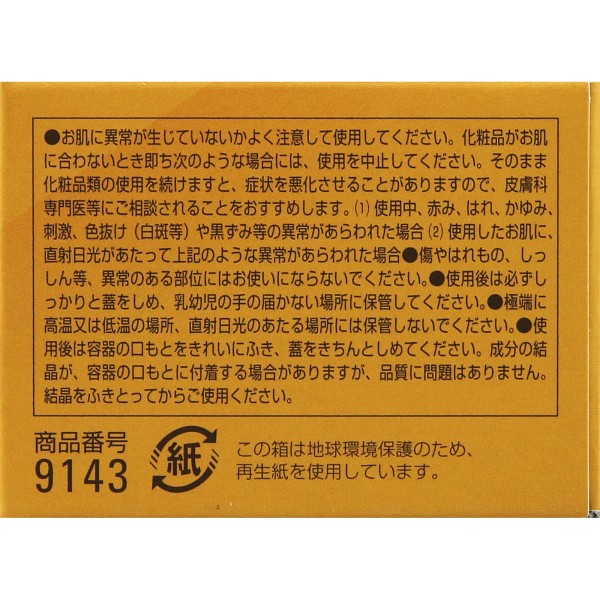 ●お肌に異常が生じていないかよく注意して使用してください。化粧品がお肌
に合わないとき即ち次のような場合には、使用を中止してください。そのまま
化粧品類の使用を続けますと、症状を悪化させることがありますので、皮膚科
専門医等にご相談されることをおすすめします。(1) 使用中、赤み、はれ、かゆみ、
刺激、色抜け（白斑等）や黒ずみ等の異常があらわれた場合 (2) 使用したお肌に、
直射日光があたって上記のような異常があらわれた場合●傷やはれもの、しっ
しん等、異常のある部位にはお使いにならないでください。●使用後は必ずし
っかりと蓋をしめ、乳幼児の手の届かない場所に保管してください。●極端に
高温又は低温の場所、直射日光のあたる場所には保管しないでください。●使
用後は容器の口もとをきれいにふき、蓋をきちんとしめてください。成分の結
晶が、容器の口もとに付着する場合がありますが、品質に問題はありません。
結晶をふきとってからご使用ください。
商品番号
9143
紙
この箱は地球環境保護のため、
再生紙を使用しています。